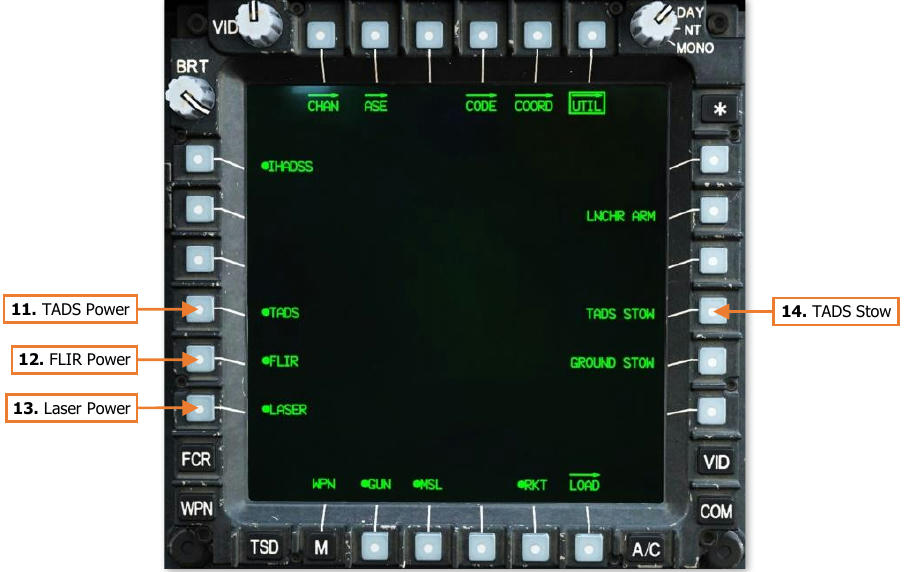 VID
DAY
NT
MONO
BRT
CHAN ASE CODE COORD UTIL
*
IHADSS
LNCHR ARM
11. TADS Power
TADS
TADS STOW
14. TADS Stow
12. FLIR Power
FLIR
GROUND STOW
13. Laser Power
LASER
FCR
VID
WPN GUN MSL RKT LOAD
WPN
COM
TSD M A/C